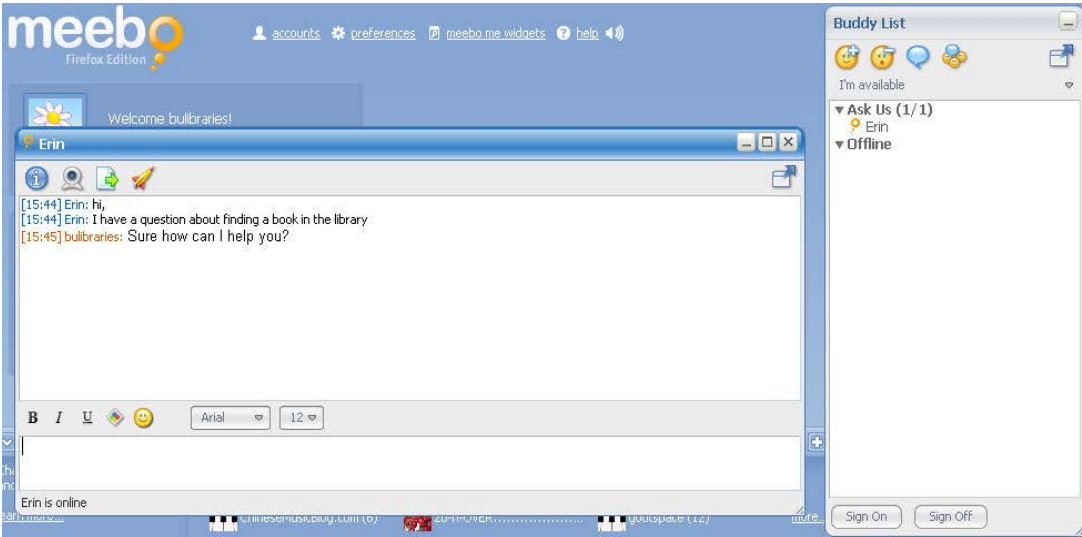 meebo
Firefox Edition
accounts preferences meebo me widgets help
Welcome bulibraries!
Erin
[15:44] Erin: hi,
[15:44] Erin: I have a question about finding a book in the library
[15:45] bulibraries: Sure how can I help you?
B I U Arial 12
Erin is online
ChineseMusicBlog.com (6) 20-n-OVER..................... gootspace (12) more...
Buddy List
I'm available
Ask Us (1/1)
Erin
Offline
Sign On Sign Off